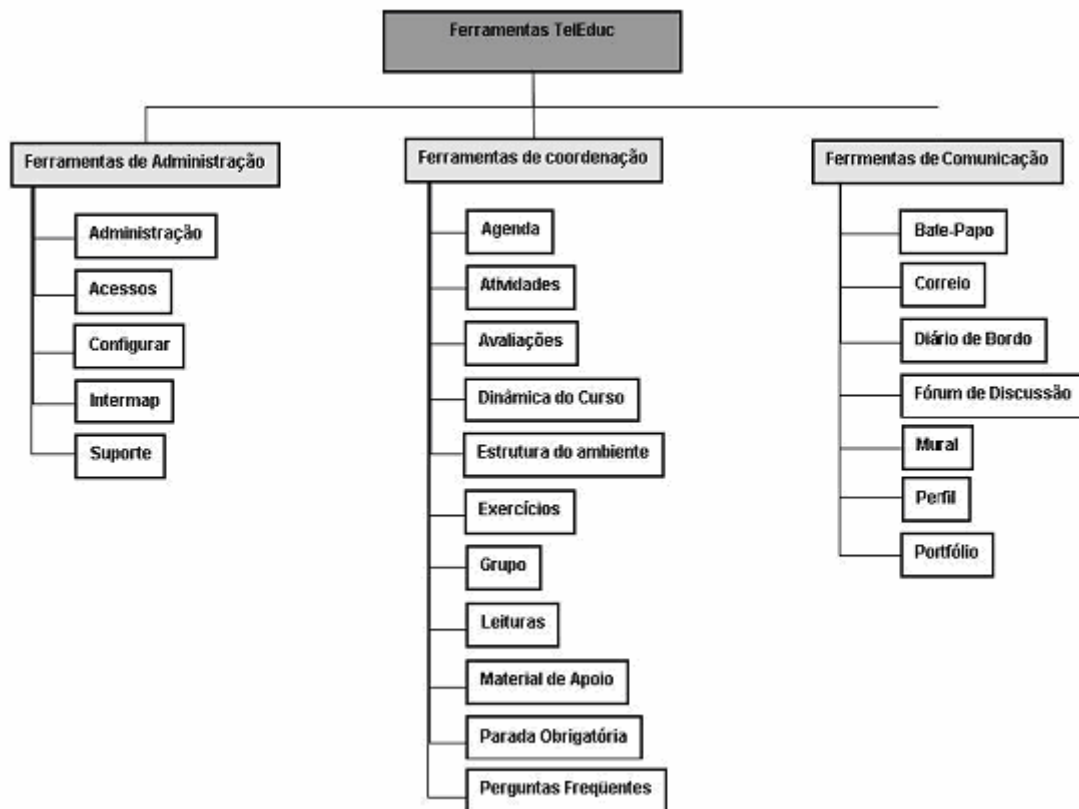 Ferramentas TelEduc
Ferramentas de Administração
Administração
Acessos
Configurar
Intermap
Suporte
Ferramentas de coordenação
Agenda
Atividades
Avaliações
Dinâmica do Curso
Estrutura do ambiente
Exercícios
Grupo
Leituras
Material de Apoio
Parada Obrigatória
Perguntas Freqüentes
Ferrmentas de Comunicação
Bate-Papo
Correio
Diário de Bordo
Fórum de Discussão
Mural
Perfil
Portfólio